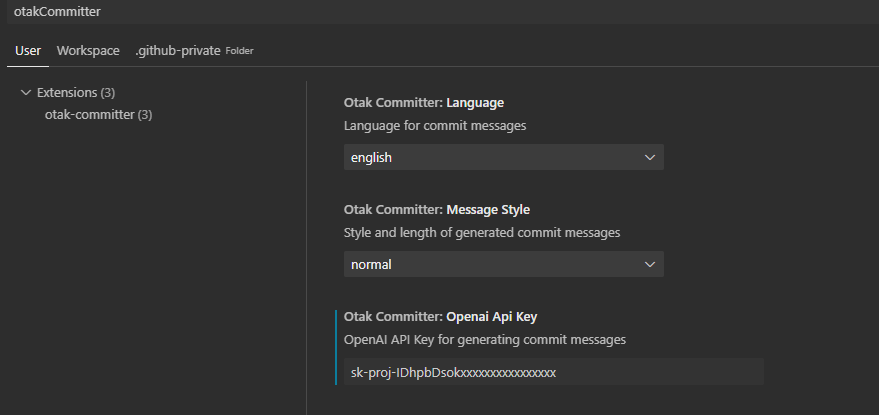 otakCommitter
User Workspace .github-private Folder
Extensions (3)
otak-committer (3)
Otak Committer: Language
Language for commit messages
english
Otak Committer: Message Style
Style and length of generated commit messages
normal
Otak Committer: Openai Api Key
OpenAI API Key for generating commit messages
sk-proj-IDhpbDsokxxxxxxxxxxxxxxxx